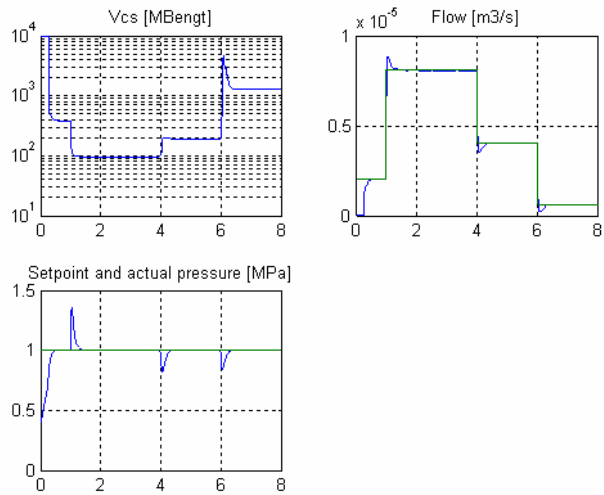 Vcs [MBengt]
10^4
10^3
10^2
10^1
0 2 4 6 8
Flow [m3/s]
x 10^-5
1
0.5
0
0 2 4 6 8
Setpoint and actual pressure [MPa]
1.5
1
0.5
0
0 2 4 6 8